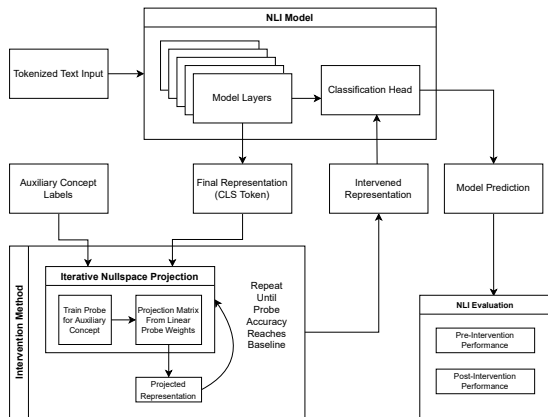 NLI Model
Tokenized Text Input
Model Layers
Classification Head
Auxiliary Concept
Labels
Final Representation
(CLS Token)
Intervened
Representation
Model Prediction
Intervention Method
Iterative Nullspace Projection
Train Probe
for Auxiliary
Concept
Projection Matrix
From Linear
Probe Weights
Projected
Representation
Repeat
Until
Probe
Accuracy
Reaches
Baseline
NLI Evaluation
Pre-Intervention
Performance
Post-Intervention
Performance